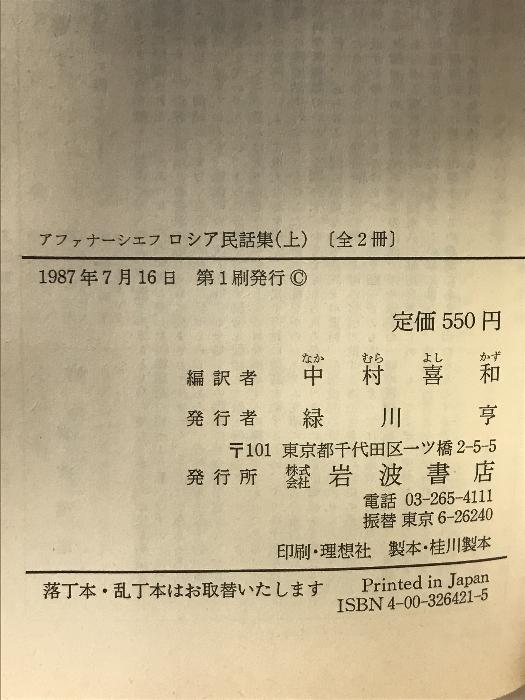 アファナーシエフ ロシア民話集(上) 〔全2冊〕
1987年7月16日 第1刷発行©
定価 550円
なか むら よし かず
編訳者 中村喜和
発行者 緑川亨
〒101 東京都千代田区一ツ橋2-5-5
発行所 株式会社 岩波書店
電話 03-265-4111
振替 東京6-26240
印刷・理想社 製本・桂川製本
落丁本・乱丁本はお取替いたします
Printed in Japan
ISBN4-00-326421-5